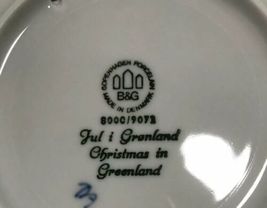 COPENHAGEN PORCELAIN
B&G
MADE IN DENMARK
8000/9072
Jul i Grønland
Christmas in
Greenland